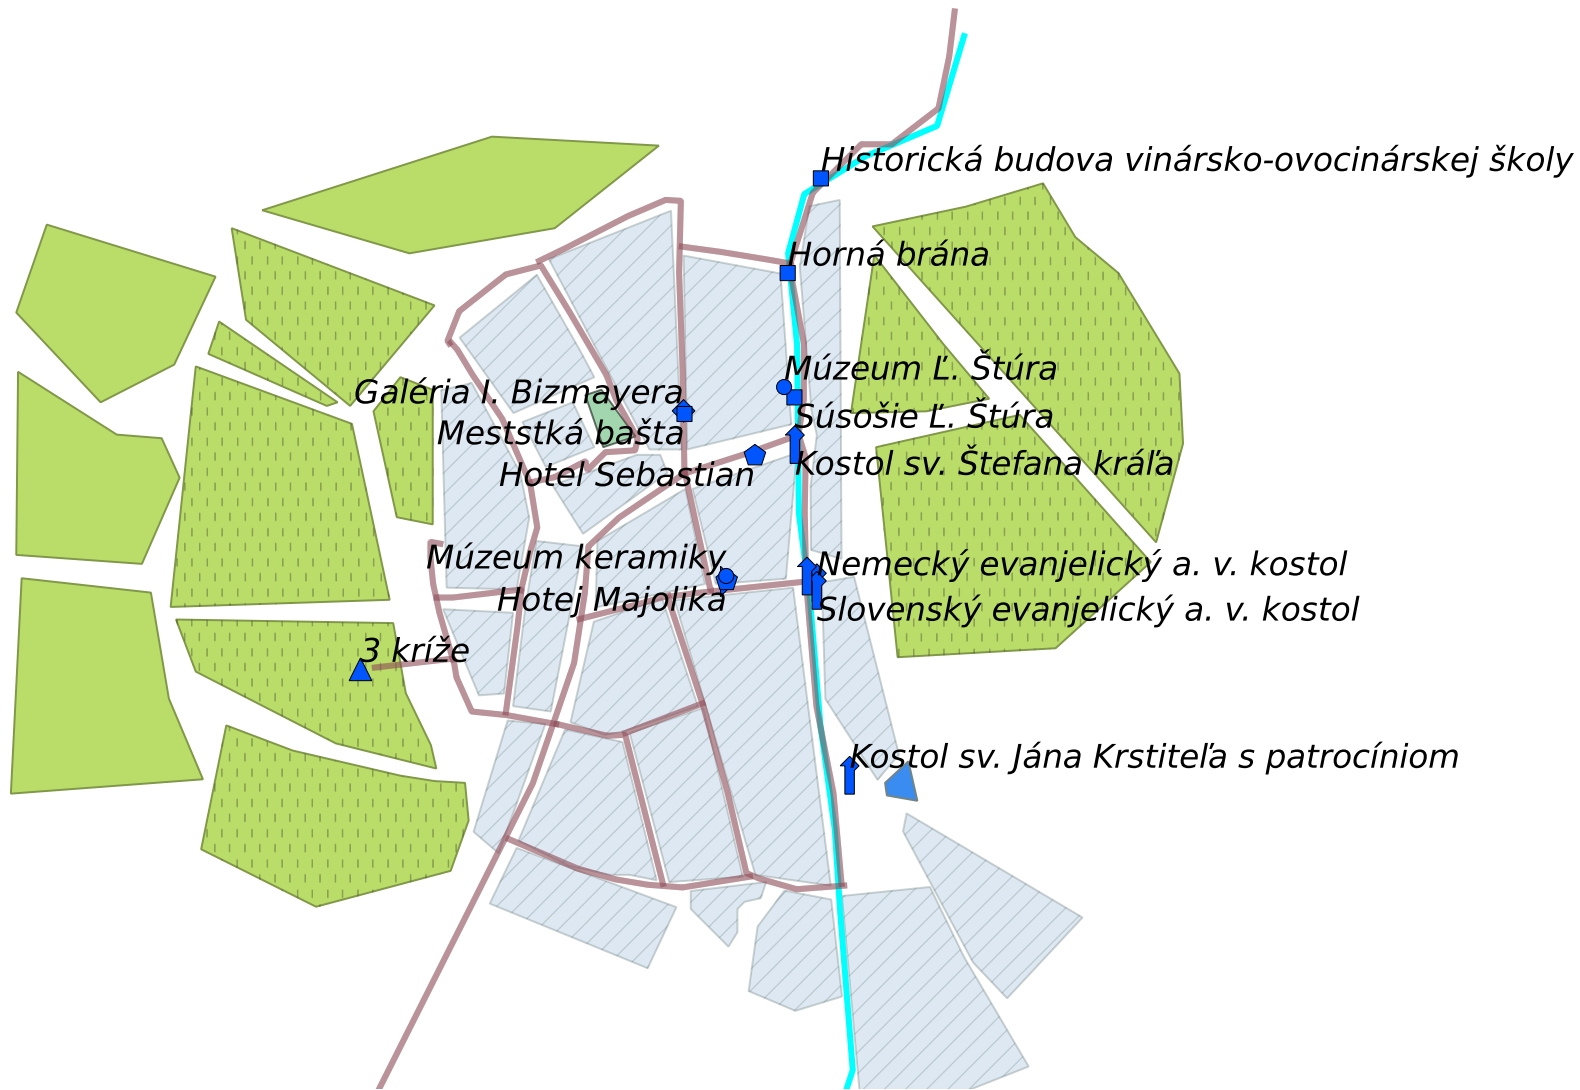 Historická budova vinársko-ovocinárskej školy
Horná brána
Múzeum Ľ. Štúra
Galéria I. Bizmayera
Súsošie Ľ. Štúra
Meststká bašta
Kostol sv. Štefana kráľa
Hotel Sebastian
Múzeum keramiky
Nemecký evanjelický a. v. kostol
Hotej Majolika
Slovenský evanjelický a. v. kostol
3 kríže
Kostol sv. Jána Krstiteľa s patrocíniom